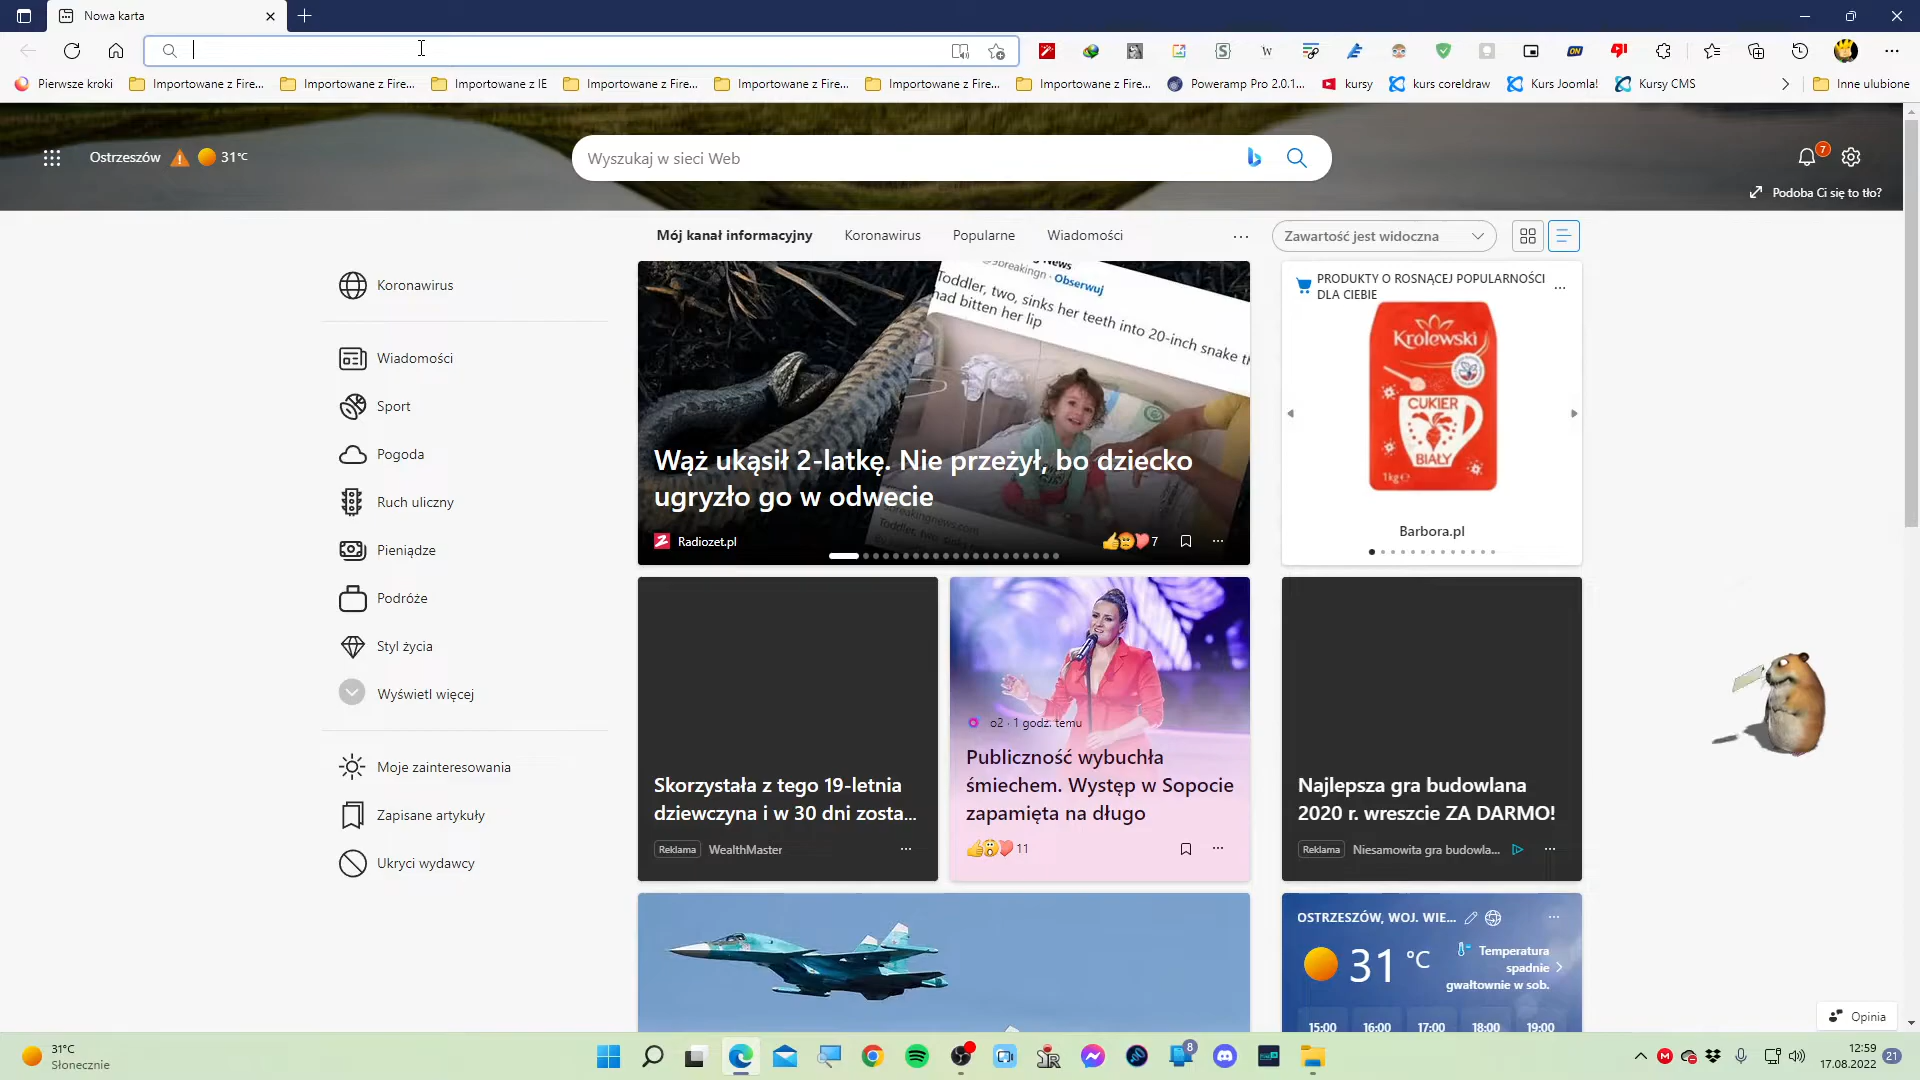 Nowa karta
Pierwsze kroki
Importowane z Fire...
Importowane z Fire...
Importowane z IE
Importowane z Fire...
Importowane z Fire...
Importowane z Fire...
Importowane z Fire...
Poweramp Pro 2.0.1...
kursy
kurs coreldraw
Kurs Joomla!
Kursy CMS
Inne ulubione
Ostrzeszów
31°C
Wyszukaj w sieci Web
7
Podoba Ci się to tło?
Mój kanał informacyjny
Koronawirus
Popularne
Wiadomości
Zawartość jest widoczna
Koronawirus
Wiadomości
Sport
Pogoda
Ruch uliczny
Pieniądze
Podróże
Styl życia
Wyświetl więcej
Moje zainteresowania
Zapisane artykuły
Ukryci wydawcy
Obserwuj
Toddler, two, sinks her teeth into 20-inch snake
had bitten her lip
Wąż ukąsił 2-latkę. Nie przeżył, bo dziecko
ugryzło go w odwecie
Radiozet.pl
7
PRODUKTY O ROSNĄCEJ POPULARNOŚCI
DLA CIEBIE
Królewski
CUKIER
BIAŁY
1kg
Barbora.pl
Skorzystała z tego 19-letnia
dziewczyna i w 30 dni zosta...
Reklama
WealthMaster
o2 · 1 godz. temu
Publiczność wybuchła
śmiechem. Występ w Sopocie
zapamięta na długo
11
Najlepsza gra budowlana
2020 r. wreszcie ZA DARMO!
Reklama
Niesamowita gra budowla...
OSTRZESZÓW, WOJ. WIE...
31 °C
Temperatura
spadnie
gwałtownie w sob.
15:00
16:00
17:00
18:00
19:00
Opinia
31°C
Słonecznie
8
12:59
17.08.2022
21